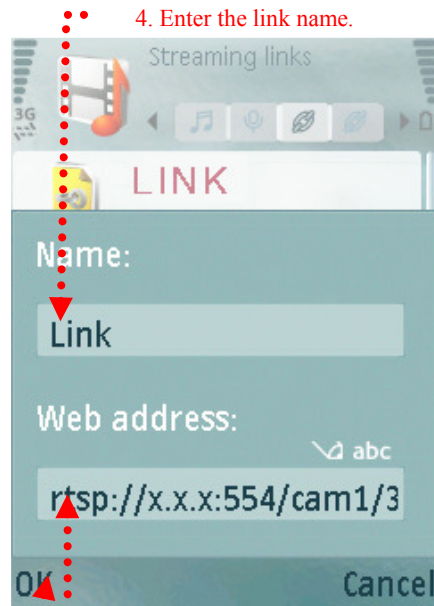 4. Enter the link name.
Streaming links
3G
LINK
Name:
Link
Web address:
abc
rtsp://x.x.x:554/cam1/3
OK
Cancel